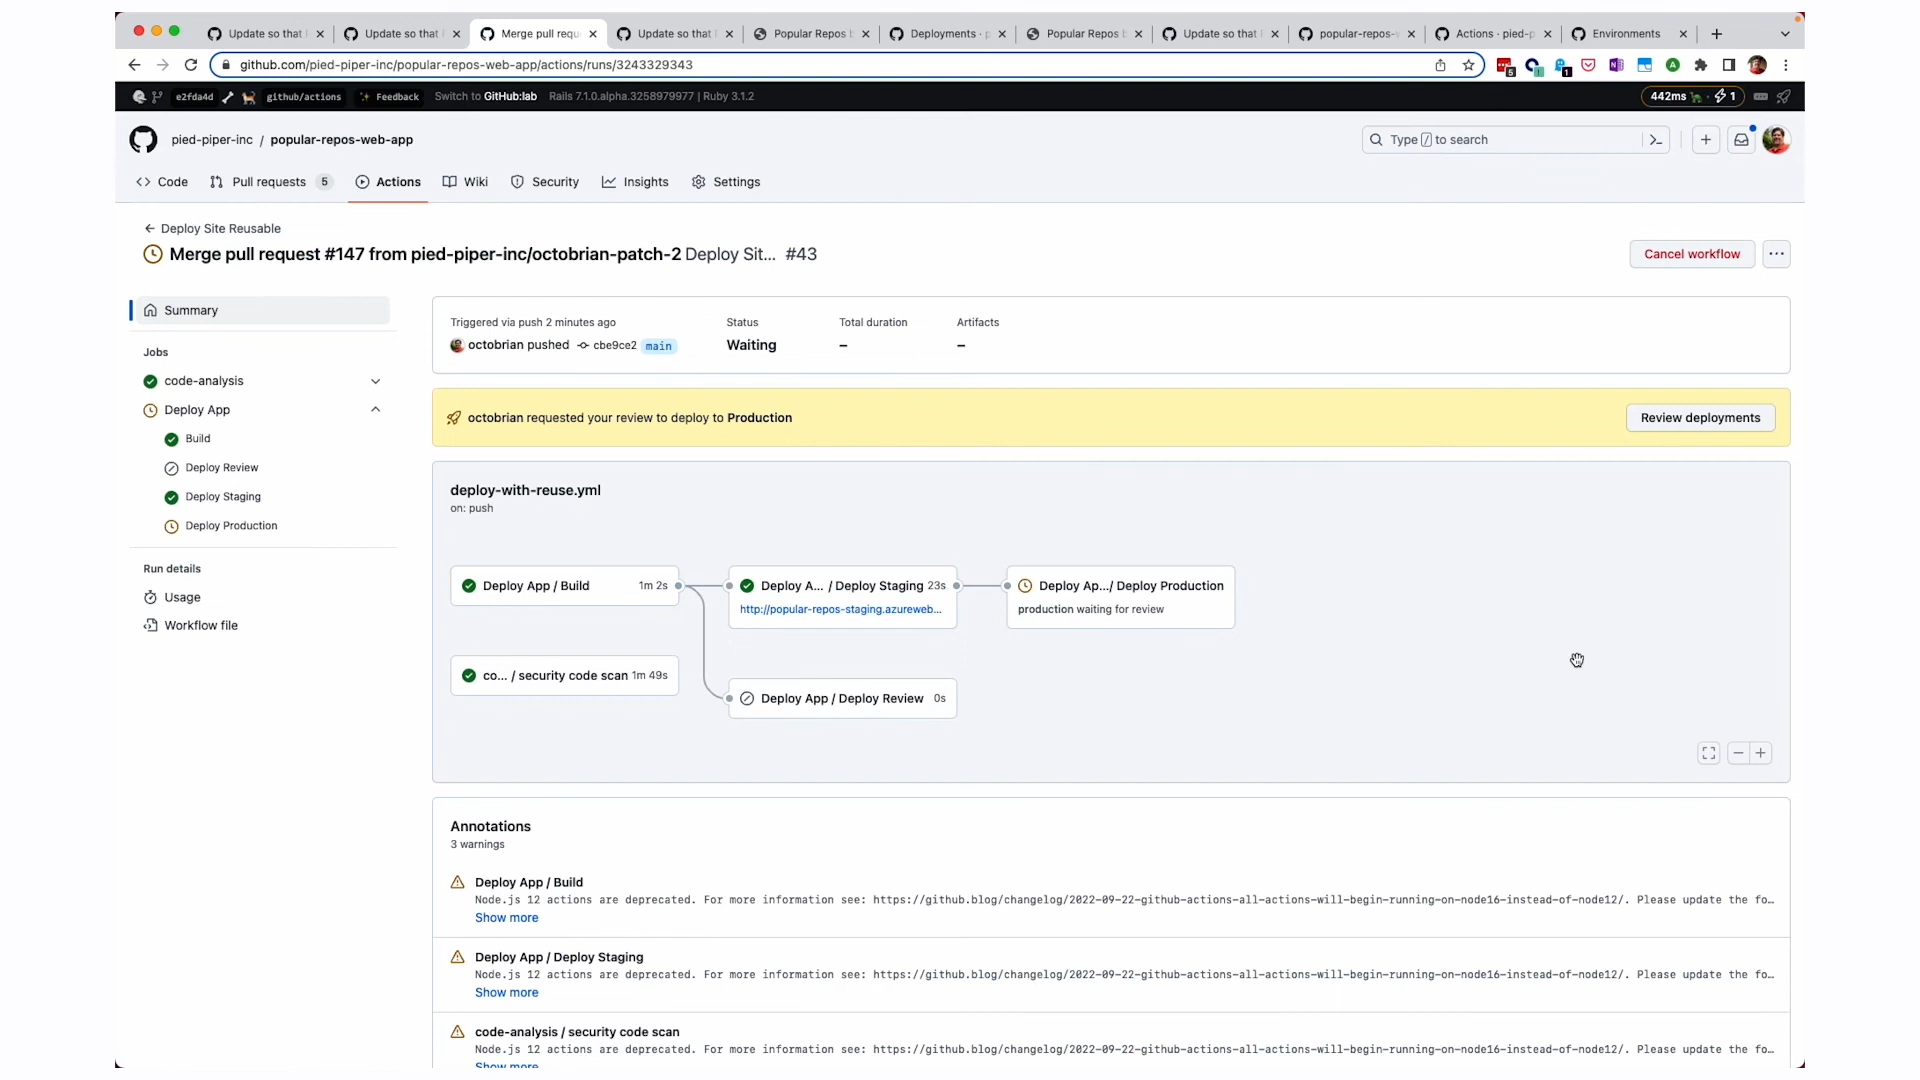 Update so that
Update so that
Merge pull requ
Update so that
Popular Repos
Deployments · p
Popular Repos
Update so that
popular-repos-
Actions · pied-p
Environments
github.com/pied-piper-inc/popular-repos-web-app/actions/runs/3243329343
e2fda4d github/actions Feedback Switch to GitHub:lab Rails 7.1.0.alpha.3258979977 | Ruby 3.1.2
442ms 1
pied-piper-inc / popular-repos-web-app
Type / to search
Code
Pull requests 5
Actions
Wiki
Security
Insights
Settings
Deploy Site Reusable
Merge pull request #147 from pied-piper-inc/octobrian-patch-2 Deploy Sit... #43
Cancel workflow
Summary
Jobs
code-analysis
Deploy App
Build
Deploy Review
Deploy Staging
Deploy Production
Run details
Usage
Workflow file
Triggered via push 2 minutes ago
octobrian pushed cbe9ce2 main
Status
Waiting
Total duration
–
Artifacts
–
octobrian requested your review to deploy to Production
Review deployments
deploy-with-reuse.yml
on: push
Deploy App / Build 1m 2s
Deploy A... / Deploy Staging 23s
http://popular-repos-staging.azureweb...
Deploy Ap.../ Deploy Production
production waiting for review
co... / security code scan 1m 49s
Deploy App / Deploy Review 0s
Annotations
3 warnings
Deploy App / Build
Node.js 12 actions are deprecated. For more information see: https://github.blog/changelog/2022-09-22-github-actions-all-actions-will-begin-running-on-node16-instead-of-node12/. Please update the fo…
Show more
Deploy App / Deploy Staging
Node.js 12 actions are deprecated. For more information see: https://github.blog/changelog/2022-09-22-github-actions-all-actions-will-begin-running-on-node16-instead-of-node12/. Please update the fo…
Show more
code-analysis / security code scan
Node.js 12 actions are deprecated. For more information see: https://github.blog/changelog/2022-09-22-github-actions-all-actions-will-begin-running-on-node16-instead-of-node12/. Please update the fo…
Show more